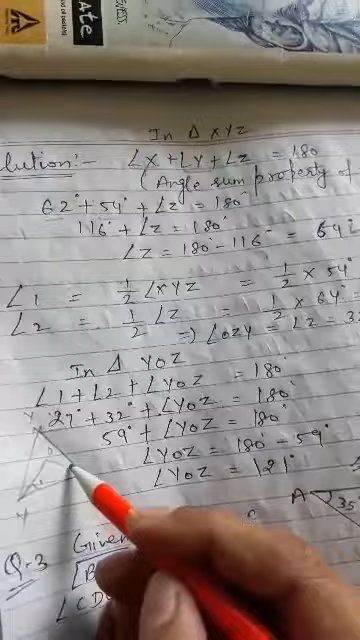 ate
In Δ XYZ
lution:- ∠X + ∠Y + ∠Z = 180°
(Angle sum property of
62° + 54° + ∠Z = 180°
116° + ∠Z = 180°
∠Z = 180° - 116° = 64°
∠1 = 1/2 ∠XYZ = 1/2 × 54°
∠2 = 1/2 ∠Z = 1/2 × 64°
⇒ ∠OZY = ∠2 = 3
In Δ YOZ
∠1 + ∠2 + ∠YOZ = 180°
27° + 32° + ∠YOZ = 180°
59° + ∠YOZ = 180°
∠YOZ = 180° - 59°
∠YOZ = 121°
Y
A 35
Q.3 Given
∠B
∠CD